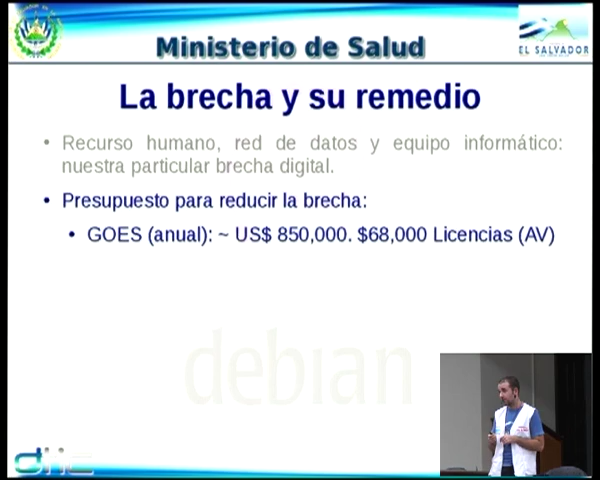 Ministerio de Salud
EL SALVADOR
La brecha y su remedio
• Recurso humano, red de datos y equipo informático:
nuestra particular brecha digital.
• Presupuesto para reducir la brecha:
• GOES (anual): ~ US$ 850,000. $68,000 Licencias (AV)
debian